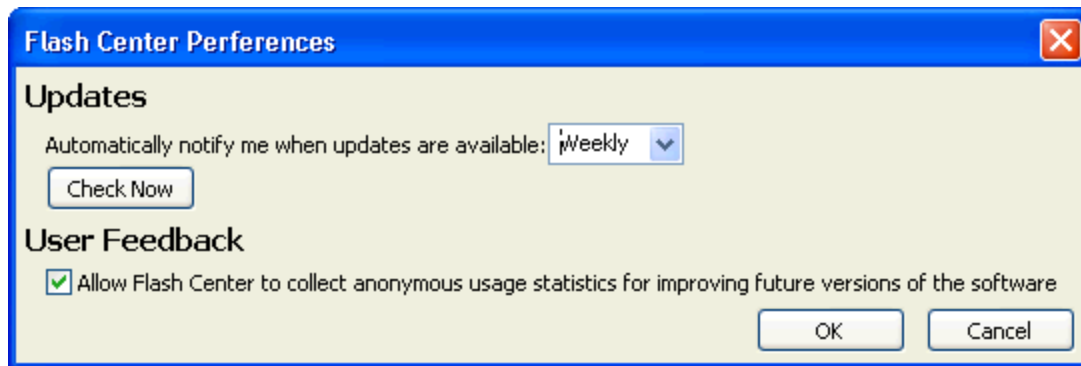 Flash Center Perferences
Updates
Automatically notify me when updates are available: Weekly
Check Now
User Feedback
Allow Flash Center to collect anonymous usage statistics for improving future versions of the software
OK Cancel